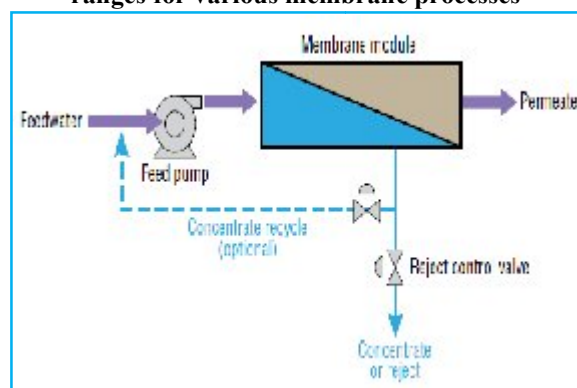 ranges for various membrane processes
Membrane module
Feedwater
Permeate
Feed pump
Concentrate recycle
(optional)
Reject control valve
Concentrate
or reject